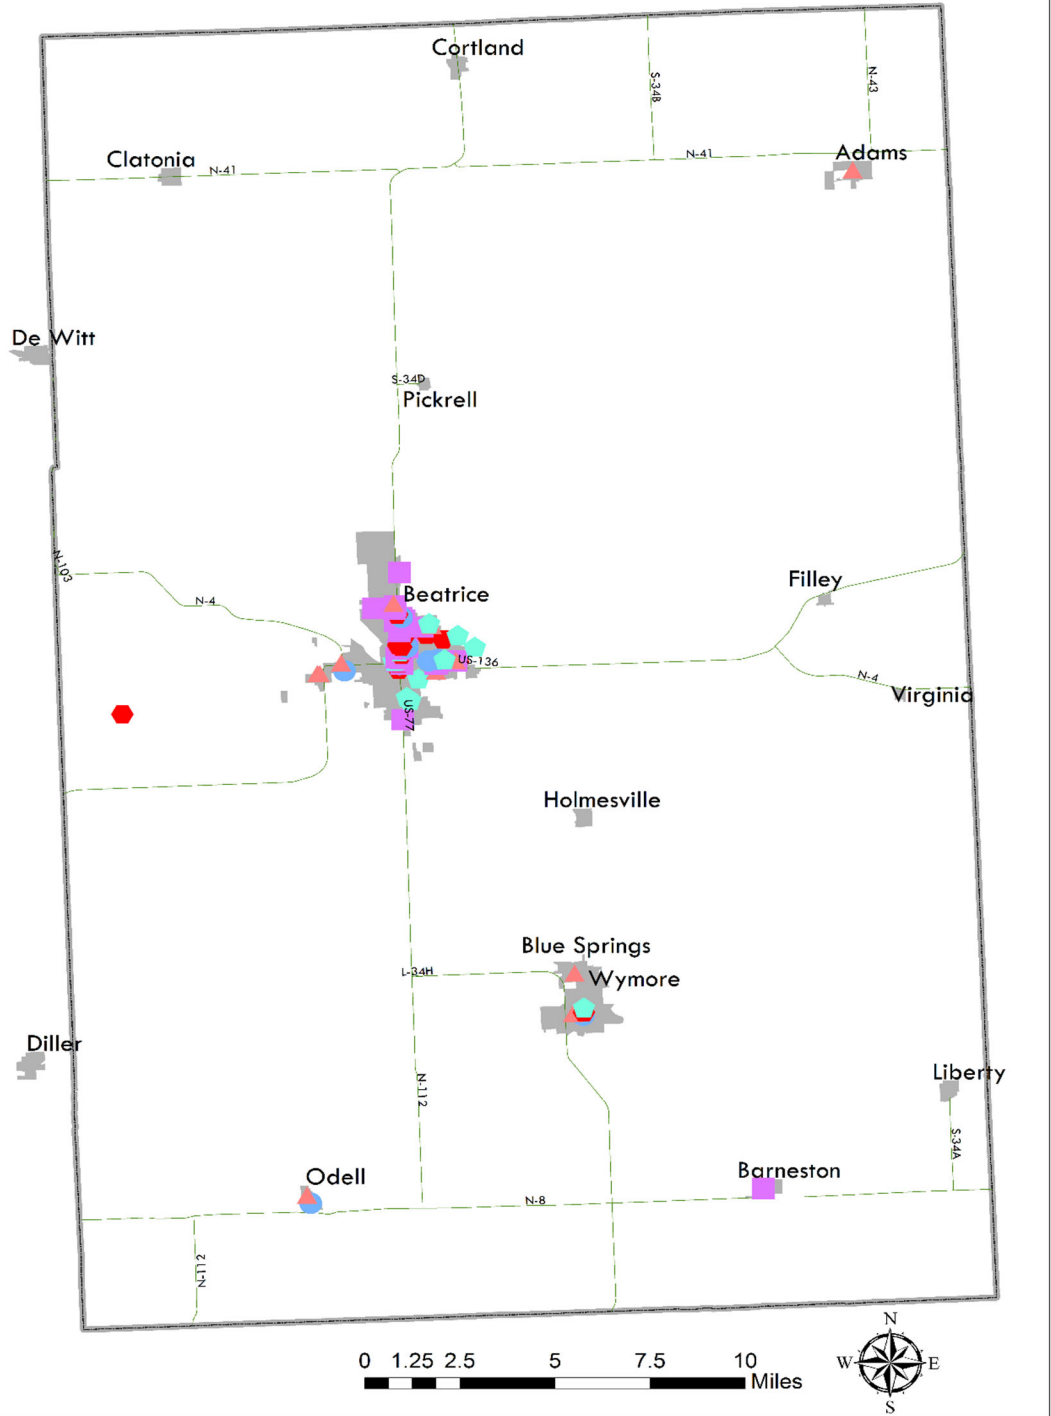 Cortland
S-34B
N-43
Clatonia
N-41
N-41
Adams
De Witt
S-34D
Pickrell
N-103
N-4
Beatrice
Filley
US-136
N-4
Virginia
US-77
Holmesville
Blue Springs
L-34H
Wymore
Diller
N-112
Liberty
S-34A
Odell
Barneston
N-8
N-112
N
W E
S
0 1.25 2.5 5 7.5 10
Miles